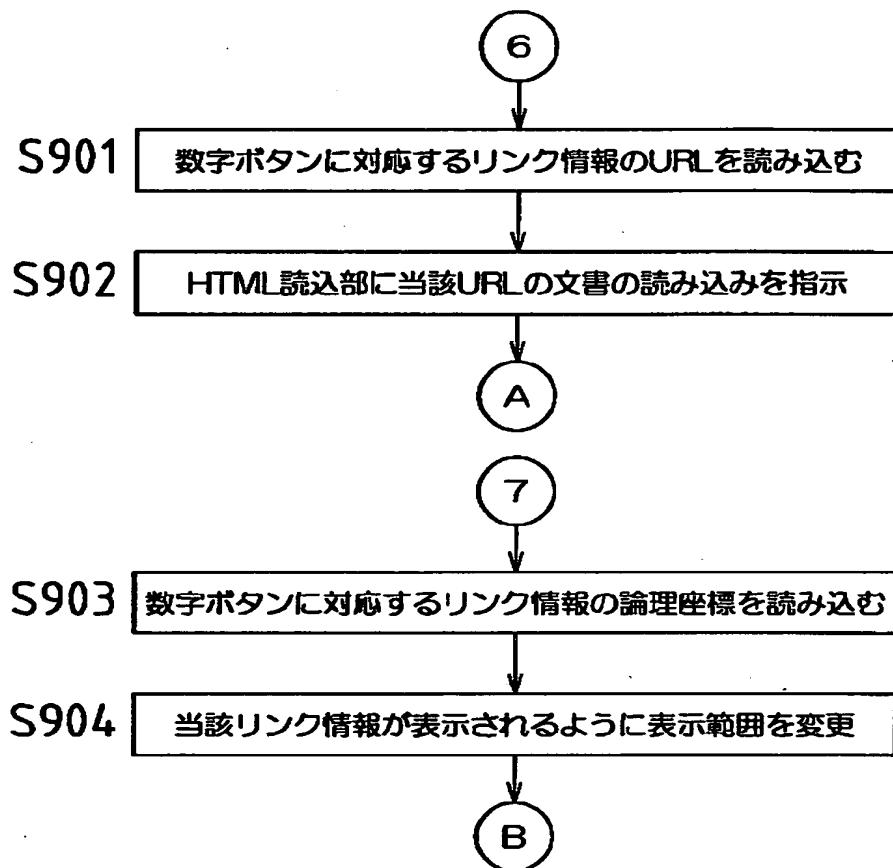 6
S901 数字ボタンに対応するリンク情報のURLを読み込む
S902 HTML読込部に当該URLの文書の読み込みを指示
A
7
S903 数字ボタンに対応するリンク情報の論理座標を読み込む
S904 当該リンク情報が表示されるように表示範囲を変更
B